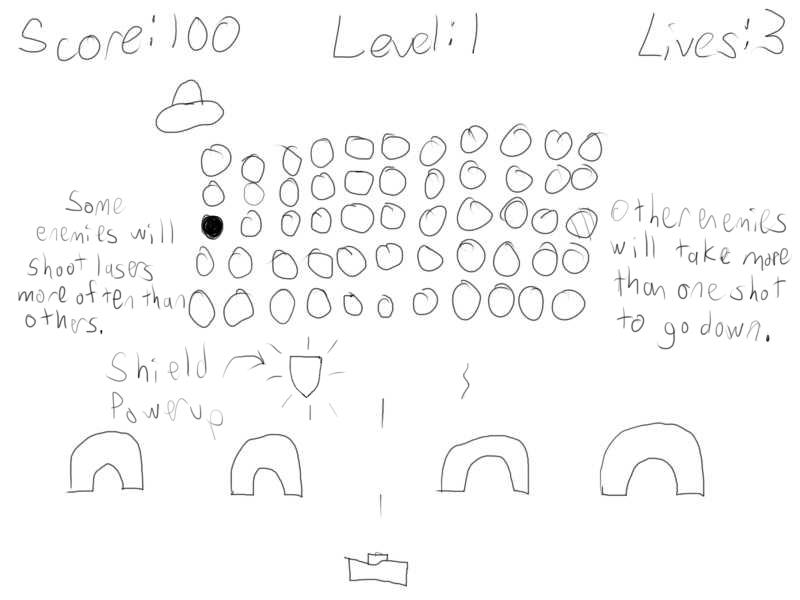 Score:100
Level:1
Lives:3
Some
enemies will
shoot lasers
more often than
others.
Other enemies
will take more
than one shot
to go down.
Shield
Powerup